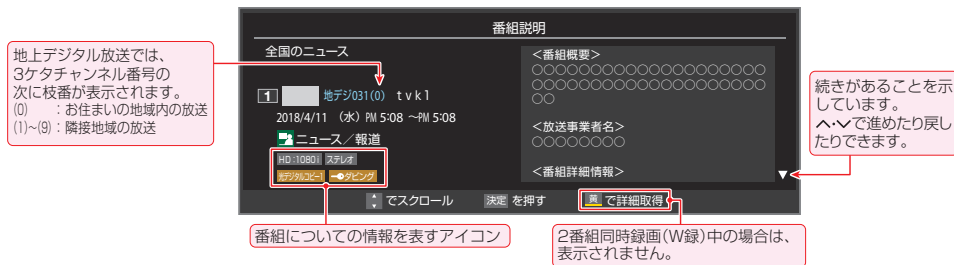 番組説明
地上デジタル放送では、
3ケタチャンネル番号の
次に枝番が表示されます。
(0) ：お住まいの地域内の放送
(1)~(9)：隣接地域の放送
全国のニュース
1 地デジ031(0) tvk1
2018/4/11 (水) PM 5:08 ~PM 5:08
ニュース／報道
HD:1080i ステレオ
地デジタルコピー1 ダビング
<番組概要>
○○○○○○○○○○○○○○○○○○○○
○○○○○○○○○○○○○○○○○○○○
○○
<放送事業者名>
○○○○○○○○
<番組詳細情報>
▼
続きがあることを示
しています。
ヘ・ヘで進めたり戻し
たりできます。
でスクロール 決定 を押す 黄 で詳細取得
番組についての情報を表すアイコン
2番組同時録画(W録)中の場合は、
表示されません。